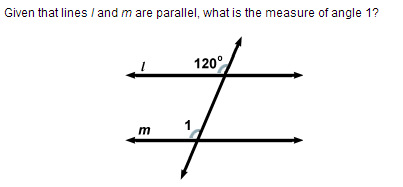 Given that lines l and m are parallel, what is the measure of angle 1?
120°
l
1
m